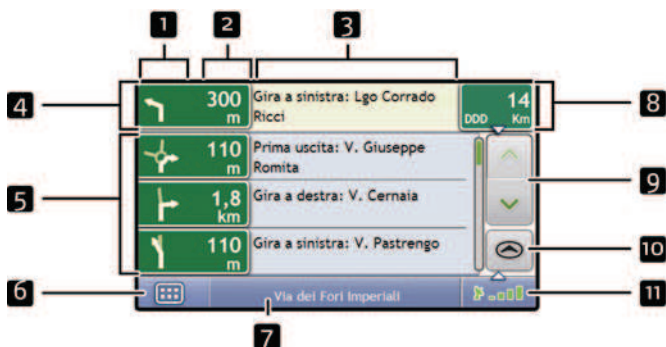 1 2 3
4 300 m Gira a sinistra: Lgo Corrado Ricci 14 DDD Km 8
5 110 m Prima uscita: V. Giuseppe Romita
1,8 km Gira a destra: V. Cernaia 9
110 m Gira a sinistra: V. Pastrengo 10
6 Via dei Fori Imperiali 11
7